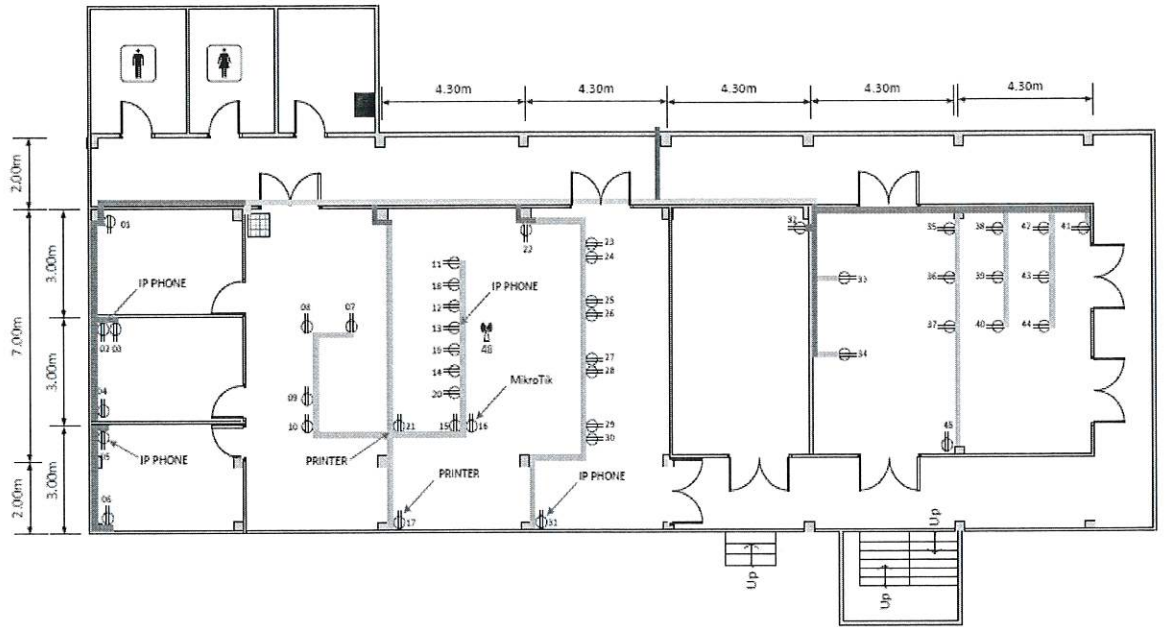 4.30m
4.30m
4.30m
4.30m
4.30m
2.00m
7.00m
2.00m
3.00m
3.00m
3.00m
01
IP PHONE
02
03
04
05
IP PHONE
06
08
07
09
10
PRINTER
21
11
18
12
13
19
14
20
15
16
IP PHONE
48
MikroTik
PRINTER
17
22
23
24
25
26
27
28
29
30
IP PHONE
31
32
33
34
35
36
37
38
39
40
42
43
44
41
45
Up
Up
Up